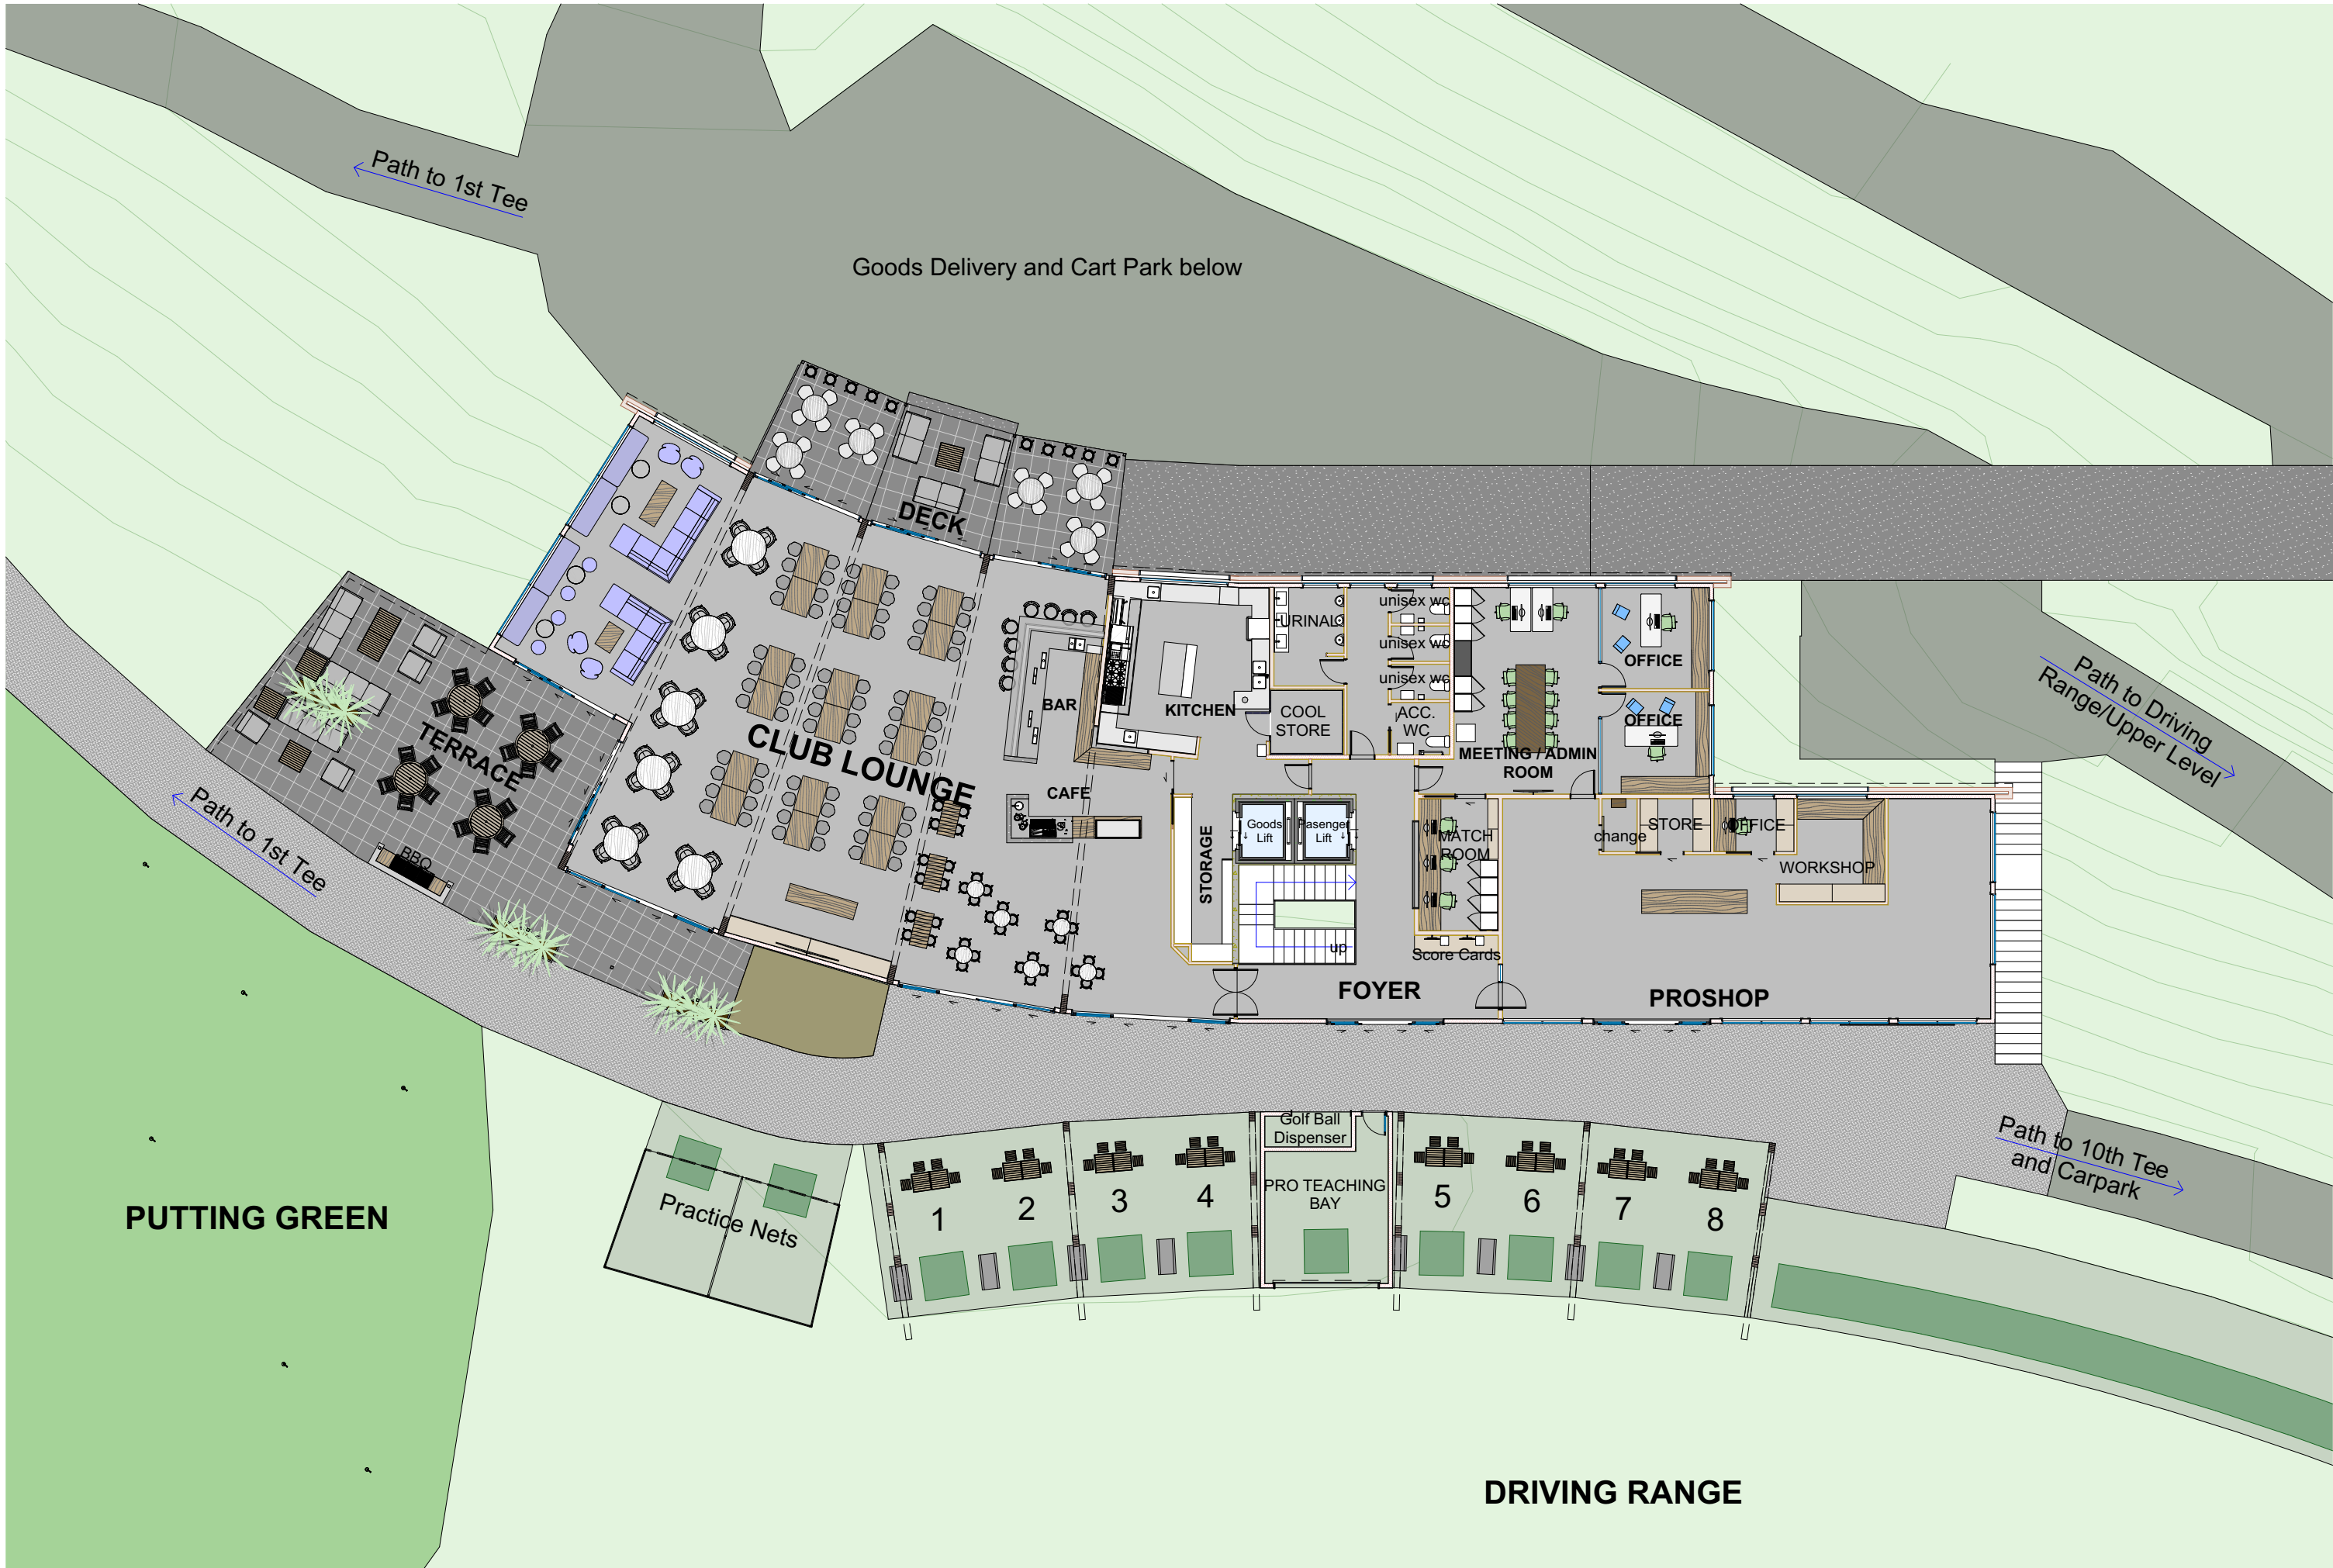 Path to 1st Tee
Goods Delivery and Cart Park below
DECK
unisex wc
URINAL
unisex wc
unisex wc
OFFICE
BAR
KITCHEN
COOL
STORE
ACC.
WC
OFFICE
MEETING / ADMIN
ROOM
Path to Driving
Range/Upper Level
TERRACE
CLUB LOUNGE
CAFE
BBQ
Path to 1st Tee
STORAGE
Goods
Lift
Pasenger
Lift
MATCH
ROOM
change
STORE
OFFICE
WORKSHOP
up
Score Cards
FOYER
PROSHOP
Golf Ball
Dispenser
Path to 10th Tee
and Carpark
PUTTING GREEN
Practice Nets
1
2
3
4
PRO TEACHING
BAY
5
6
7
8
DRIVING RANGE